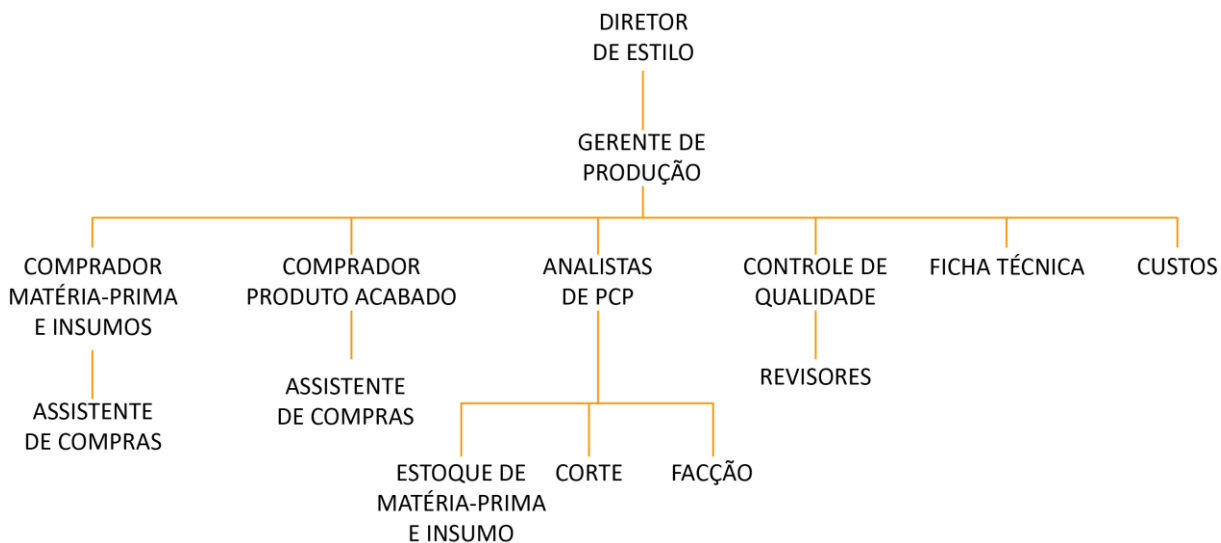 DIRETOR
DE ESTILO
GERENTE DE
PRODUÇÃO
COMPRADOR
MATÉRIA-PRIMA
E INSUMOS
COMPRADOR
PRODUTO ACABADO
ANALISTAS
DE PCP
CONTROLE DE
QUALIDADE
FICHA TÉCNICA
CUSTOS
ASSISTENTE
DE COMPRAS
ASSISTENTE
DE COMPRAS
REVISORES
ESTOQUE DE
MATÉRIA-PRIMA
E INSUMO
CORTE
FACÇÃO